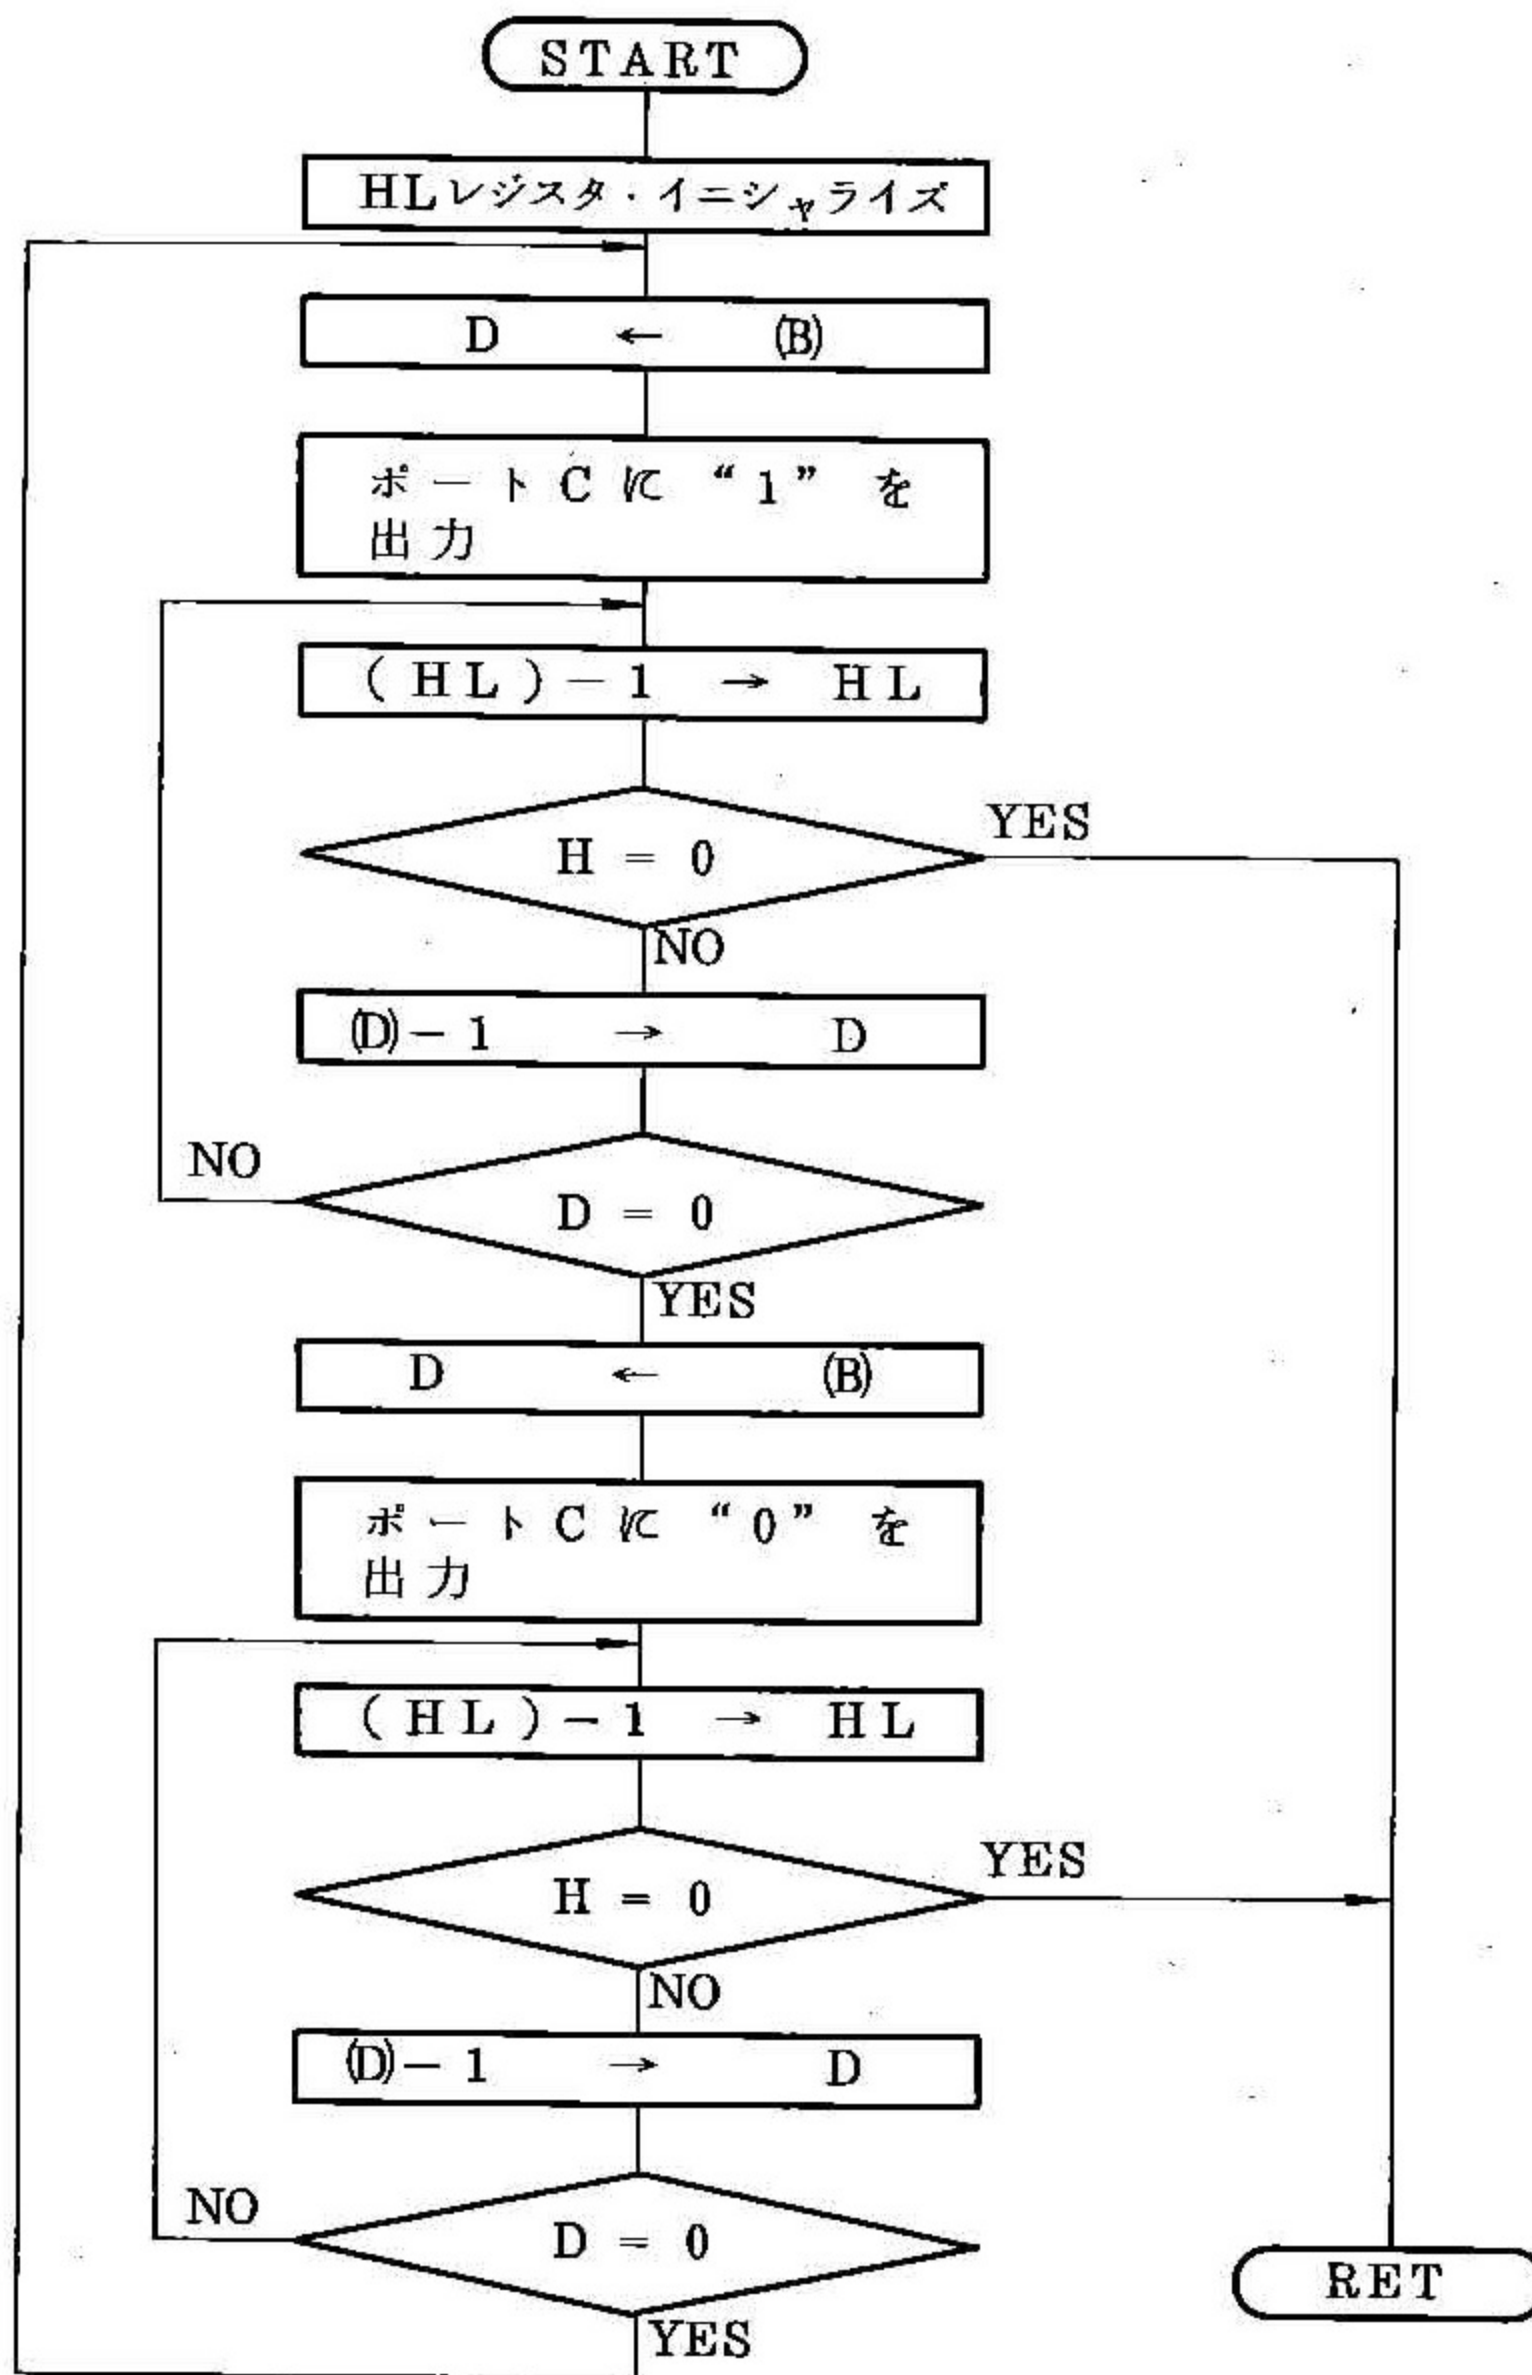 START
HLレジスタ・イニシャライズ
D ← (B)
ポートCに “1” を
出力
(HL)－1 → HL
H = 0
YES
NO
(D)－1 → D
NO
D = 0
YES
D ← (B)
ポートCに “0” を
出力
(HL)－1 → HL
H = 0
YES
NO
(D)－1 → D
NO
D = 0
YES
RET